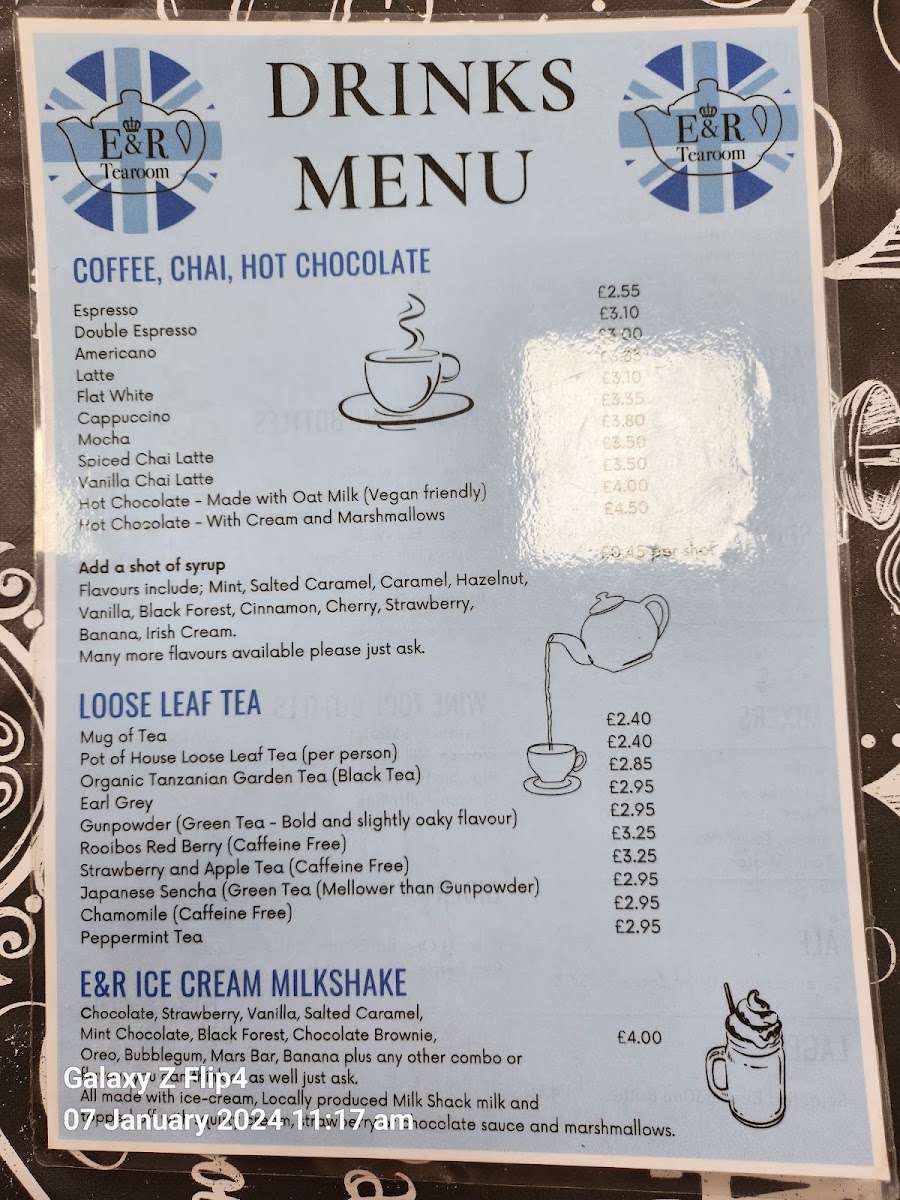 E&R
Tearoom
DRINKS
MENU
E&R
Tearoom
COFFEE, CHAI, HOT CHOCOLATE
Espresso £2.55
Double Espresso £3.10
Americano £3.00
Latte
Flat White £3.10
Cappuccino £3.35
Mocha £3.80
Spiced Chai Latte £3.50
Vanilla Chai Latte £3.50
Hot Chocolate - Made with Oat Milk (Vegan friendly) £4.00
Hot Chocolate - With Cream and Marshmallows £4.50
Add a shot of syrup £0.45 per shot
Flavours include; Mint, Salted Caramel, Caramel, Hazelnut,
Vanilla, Black Forest, Cinnamon, Cherry, Strawberry,
Banana, Irish Cream.
Many more flavours available please just ask.
LOOSE LEAF TEA
Mug of Tea £2.40
Pot of House Loose Leaf Tea (per person) £2.40
Organic Tanzanian Garden Tea (Black Tea) £2.85
Earl Grey £2.95
Gunpowder (Green Tea - Bold and slightly oaky flavour) £2.95
Rooibos Red Berry (Caffeine Free) £3.25
Strawberry and Apple Tea (Caffeine Free) £3.25
Japanese Sencha (Green Tea (Mellower than Gunpowder) £2.95
Chamomile (Caffeine Free) £2.95
Peppermint Tea £2.95
E&R ICE CREAM MILKSHAKE
Chocolate, Strawberry, Vanilla, Salted Caramel,
Mint Chocolate, Black Forest, Chocolate Brownie, £4.00
Oreo, Bubblegum, Mars Bar, Banana plus any other combo or
you as well just ask.
All made with ice-cream, Locally produced Milk Shack milk and
off cream, strawberry chocolate sauce and marshmallows.
Galaxy Z Flip4
07 January 2024 11:17 am